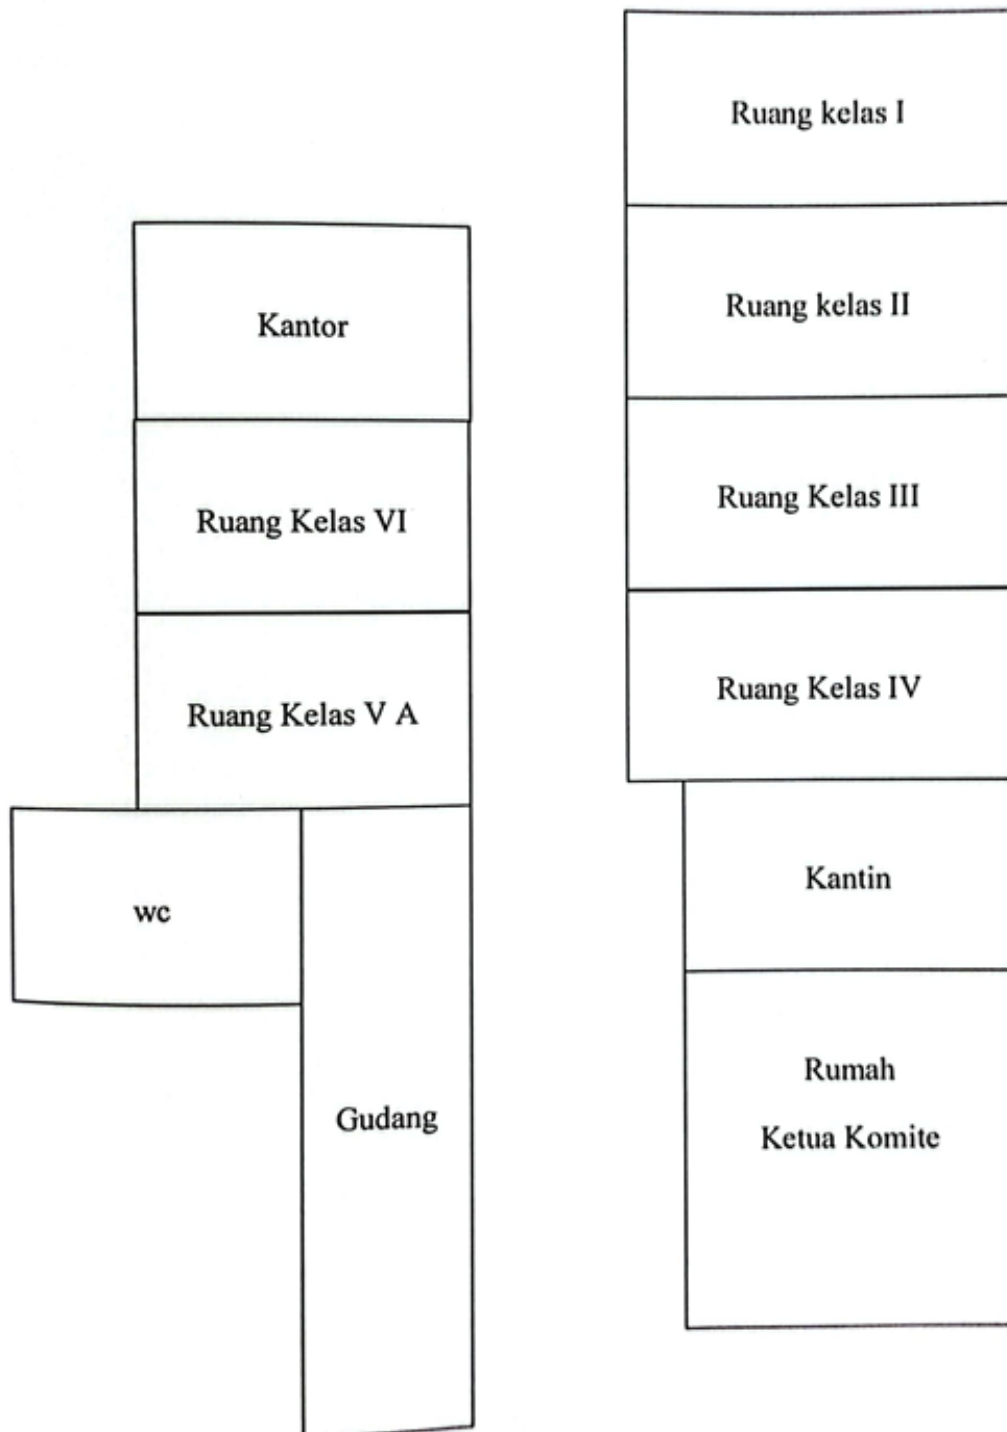 Kantor
Ruang Kelas VI
Ruang Kelas V A
wc
Gudang
Ruang kelas I
Ruang kelas II
Ruang Kelas III
Ruang Kelas IV
Kantin
Rumah
Ketua Komite